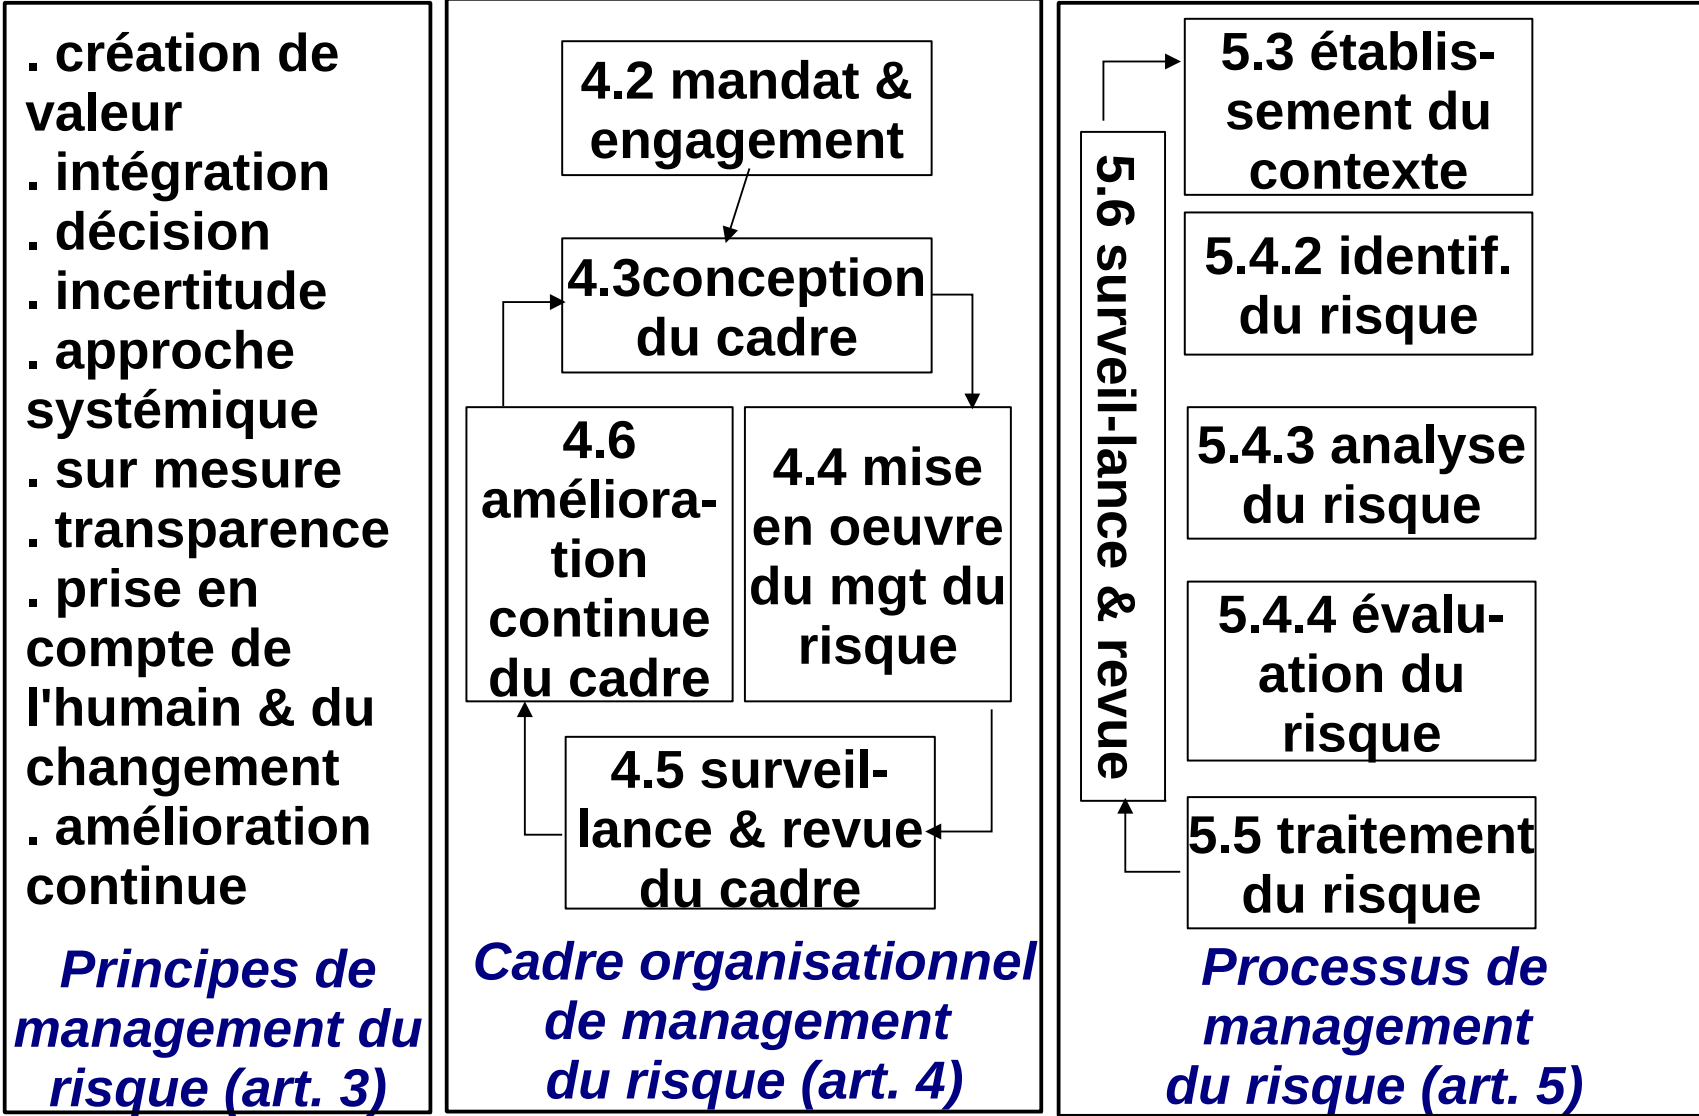 . création de
valeur
. intégration
. décision
. incertitude
. approche
systémique
. sur mesure
. transparence
. prise en
compte de
l'humain & du
changement
. amélioration
continue
Principes de
management du
risque (art. 3)
4.2 mandat &
engagement
4.3conception
du cadre
4.6
améliora-
tion
continue
du cadre
4.4 mise
en oeuvre
du mgt du
risque
4.5 surveil-
lance & revue
du cadre
Cadre organisationnel
de management
du risque (art. 4)
5.6 surveil-lance & revue
5.3 établis-
sement du
contexte
5.4.2 identif.
du risque
5.4.3 analyse
du risque
5.4.4 évalu-
ation du
risque
5.5 traitement
du risque
Processus de
management
du risque (art. 5)